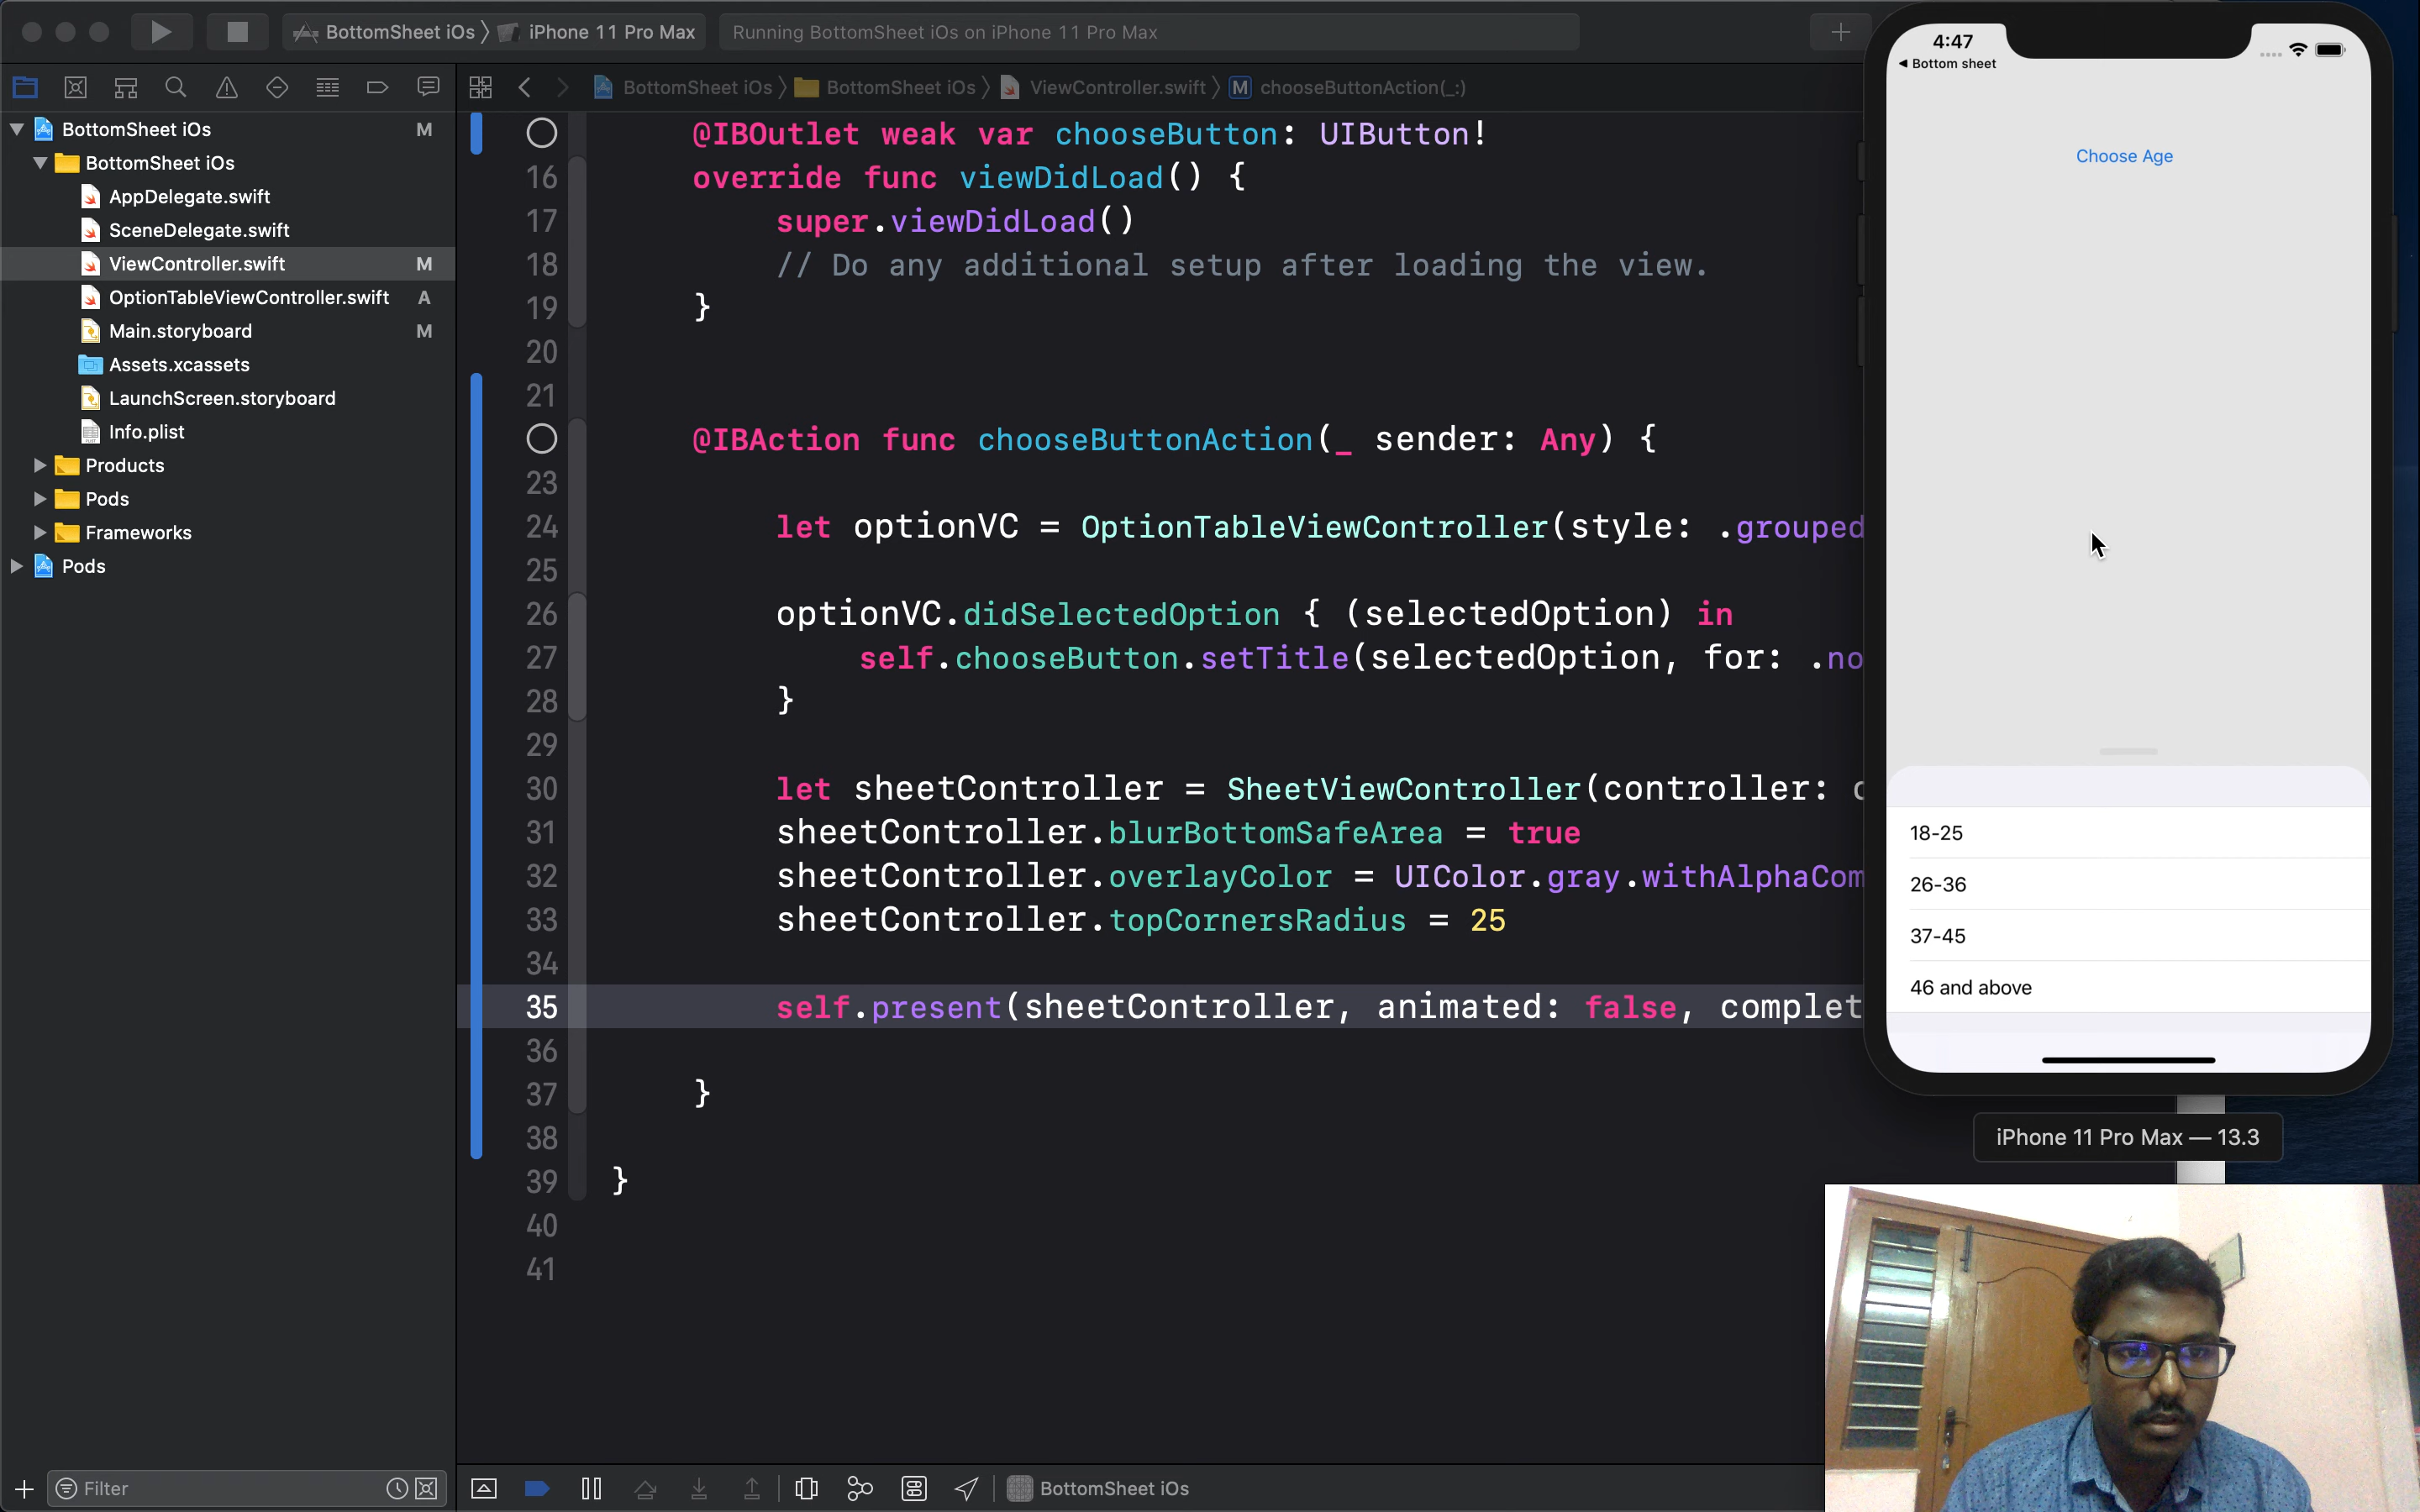 BottomSheet iOs
iPhone 11 Pro Max
Running BottomSheet iOs on iPhone 11 Pro Max
BottomSheet iOs
BottomSheet iOs
ViewController.swift
M
chooseButtonAction(_:)
BottomSheet iOs M
BottomSheet iOs
AppDelegate.swift
SceneDelegate.swift
ViewController.swift M
OptionTableViewController.swift A
Main.storyboard M
Assets.xcassets
LaunchScreen.storyboard
Info.plist
Products
Pods
Frameworks
Pods
Filter
@IBOutlet weak var chooseButton: UIButton!
16 override func viewDidLoad() {
17 super.viewDidLoad()
18 // Do any additional setup after loading the view.
19 }
20
21
@IBAction func chooseButtonAction(_ sender: Any) {
23
24 let optionVC = OptionTableViewController(style: .grouped
25
26 optionVC.didSelectedOption { (selectedOption) in
27 self.chooseButton.setTitle(selectedOption, for: .no
28 }
29
30 let sheetController = SheetViewController(controller:
31 sheetController.blurBottomSafeArea = true
32 sheetController.overlayColor = UIColor.gray.withAlphaCom
33 sheetController.topCornersRadius = 25
34
35 self.present(sheetController, animated: false, complet
36
37 }
38
39 }
40
41
BottomSheet iOs
4:47
Bottom sheet
Choose Age
18-25
26-36
37-45
46 and above
iPhone 11 Pro Max — 13.3